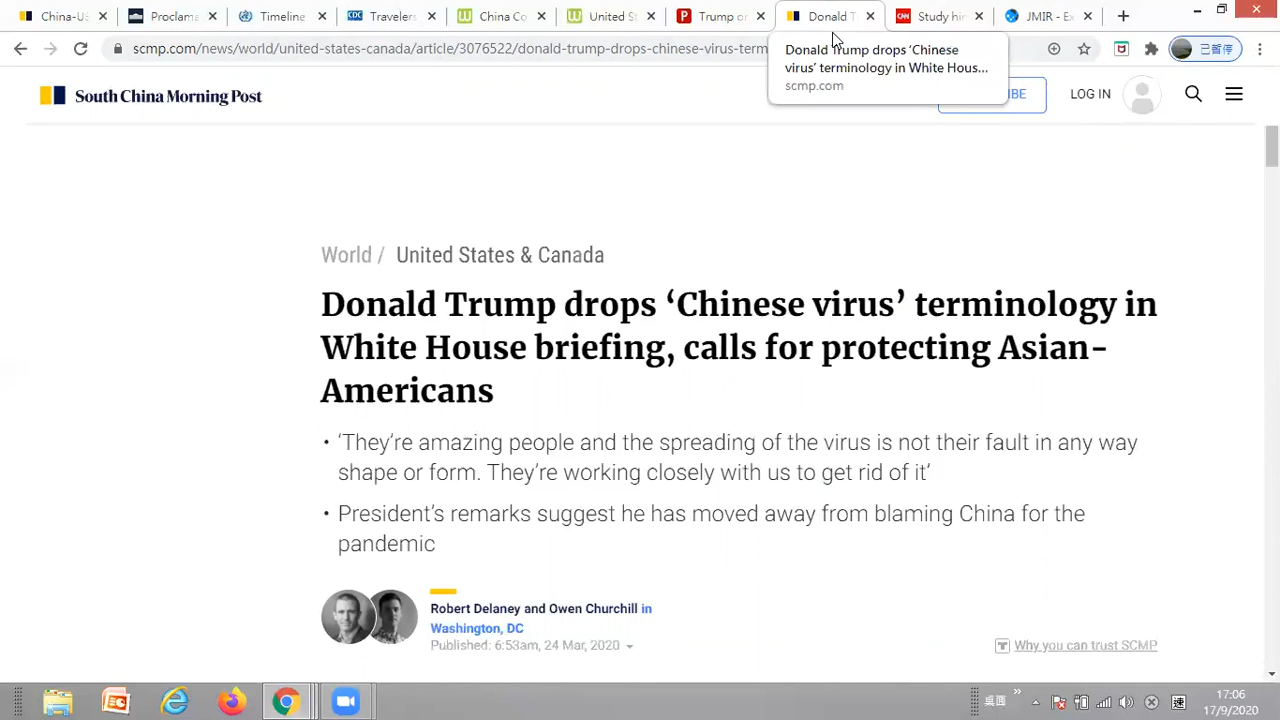 China-U
Proclam
Timeline
Travelers
China Co
United S
Trump or
Donald T
Study hi
JMIR - E
scmp.com/news/world/united-states-canada/article/3076522/donald-trump-drops-chinese-virus-term
已暫停
Donald Trump drops 'Chinese
virus' terminology in White Hous...
scmp.com
South China Morning Post
BE
LOG IN
World / United States & Canada
Donald Trump drops ‘Chinese virus’ terminology in
White House briefing, calls for protecting Asian-
Americans
• ‘They’re amazing people and the spreading of the virus is not their fault in any way
shape or form. They’re working closely with us to get rid of it’
• President’s remarks suggest he has moved away from blaming China for the
pandemic
Robert Delaney and Owen Churchill in
Washington, DC
Published: 6:53am, 24 Mar, 2020
Why you can trust SCMP
桌面
17:06
17/9/2020